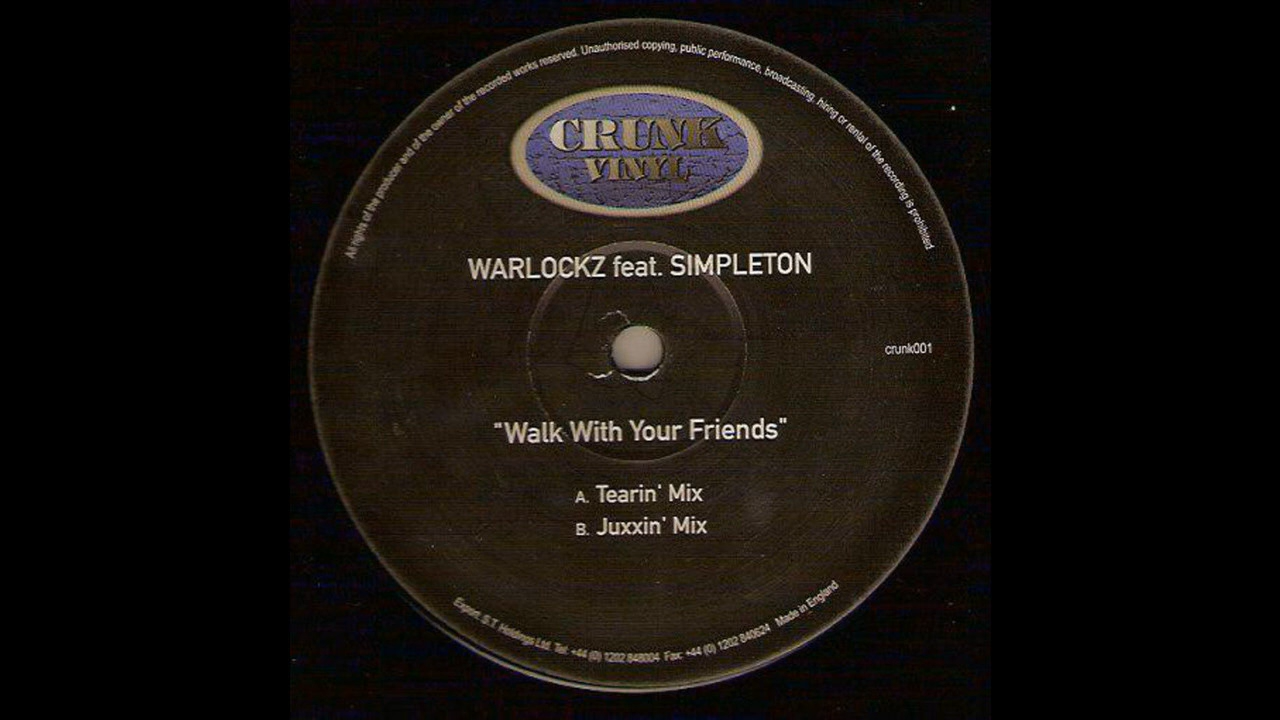 All rights of the producer and of the owner of the recorded works reserved. Unauthorised copying, public performance, broadcasting, hiring or rental of the recording is prohibited
CRUNK
VINYL
WARLOCKZ feat. SIMPLETON
crunk001
"Walk With Your Friends"
A. Tearin' Mix
B. Juxxin' Mix
Export: S.T. Holdings Ltd. Tel: +44 (0) 1202 848004 Fax: +44 (0) 1202 840624 Made in England